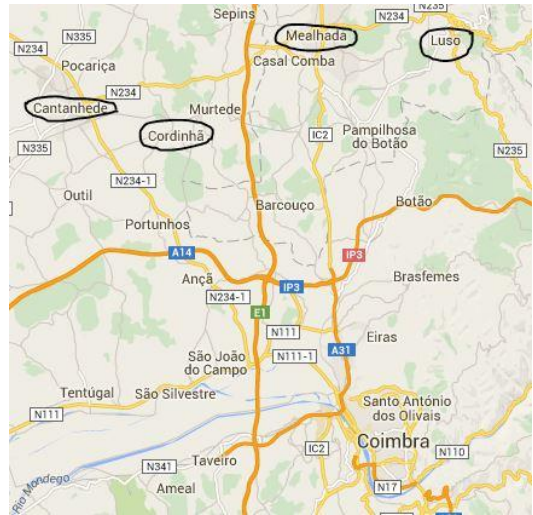 Sepins
N235
N335
Mealhada
Luso
N234
Casal Comba
Pocariça
N234
Cantanhede
Murtede
Cordinhã
IC2
Pampilhosa
do Botão
N335
N235
N234-1
Outil
Barcouço
Botão
Portunhos
A14
IP3
Ançã
Brasfemes
IP3
N234-1
E1
N111
Eiras
São João
do Campo
N111-1
A31
Tentúgal
São Silvestre
Santo António
dos Olivais
N111
Coimbra
IC2
N110
Taveiro
N341
Rio Mondego
Ameal
N17